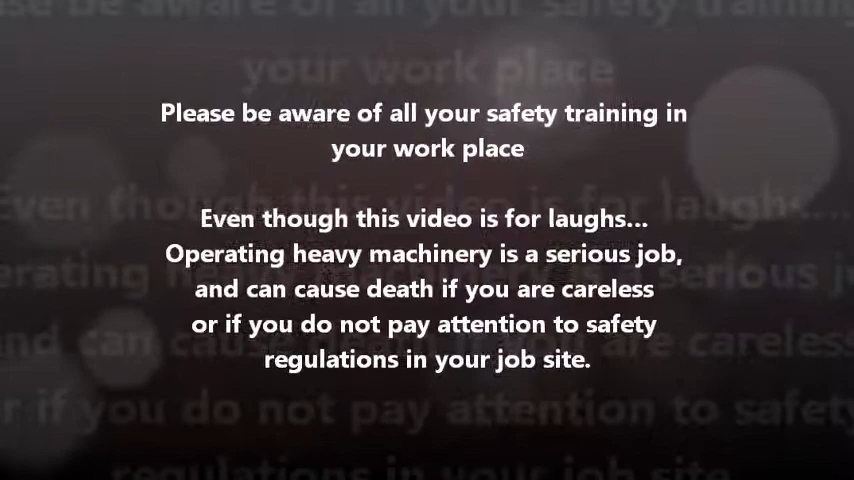 Please be aware of all your safety training in
your work place
Even though this video is for laughs...
Operating heavy machinery is a serious job,
and can cause death if you are careless
or if you do not pay attention to safety
regulations in your job site.